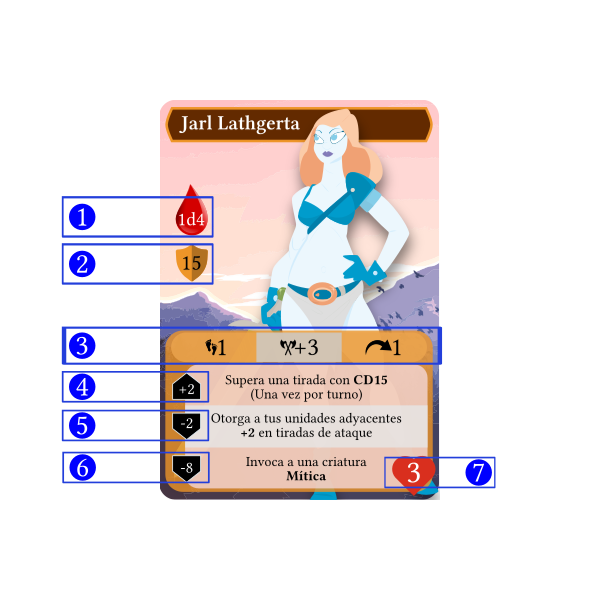 Jarl Lathgerta
1 1d4
2 15
3 1 +3 1
4 +2 Supera una tirada con CD15
(Una vez por turno)
5 -2 Otorga a tus unidades adyacentes
+2 en tiradas de ataque
6 -8 Invoca a una criatura
Mítica
3 7